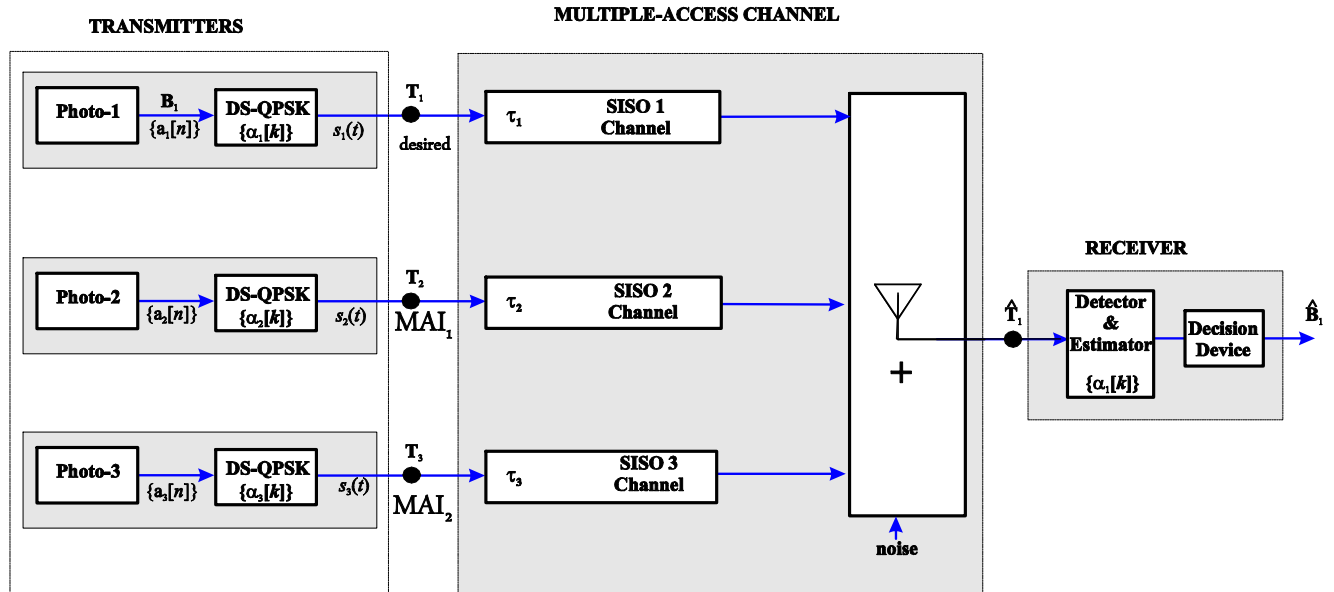 TRANSMITTERS
MULTIPLE-ACCESS CHANNEL
Photo-1
B₁
{a₁[n]}
DS-QPSK
{α₁[k]}
s₁(t)
T₁
desired
τ₁
SISO 1
Channel
Photo-2
{a₂[n]}
DS-QPSK
{α₂[k]}
s₂(t)
T₂
MAI₁
τ₂
SISO 2
Channel
Photo-3
{a₃[n]}
DS-QPSK
{α₃[k]}
s₃(t)
T₃
MAI₂
τ₃
SISO 3
Channel
+
noise
RECEIVER
T̂₁
Detector
&
Estimator
{α₁[k]}
Decision
Device
B̂₁